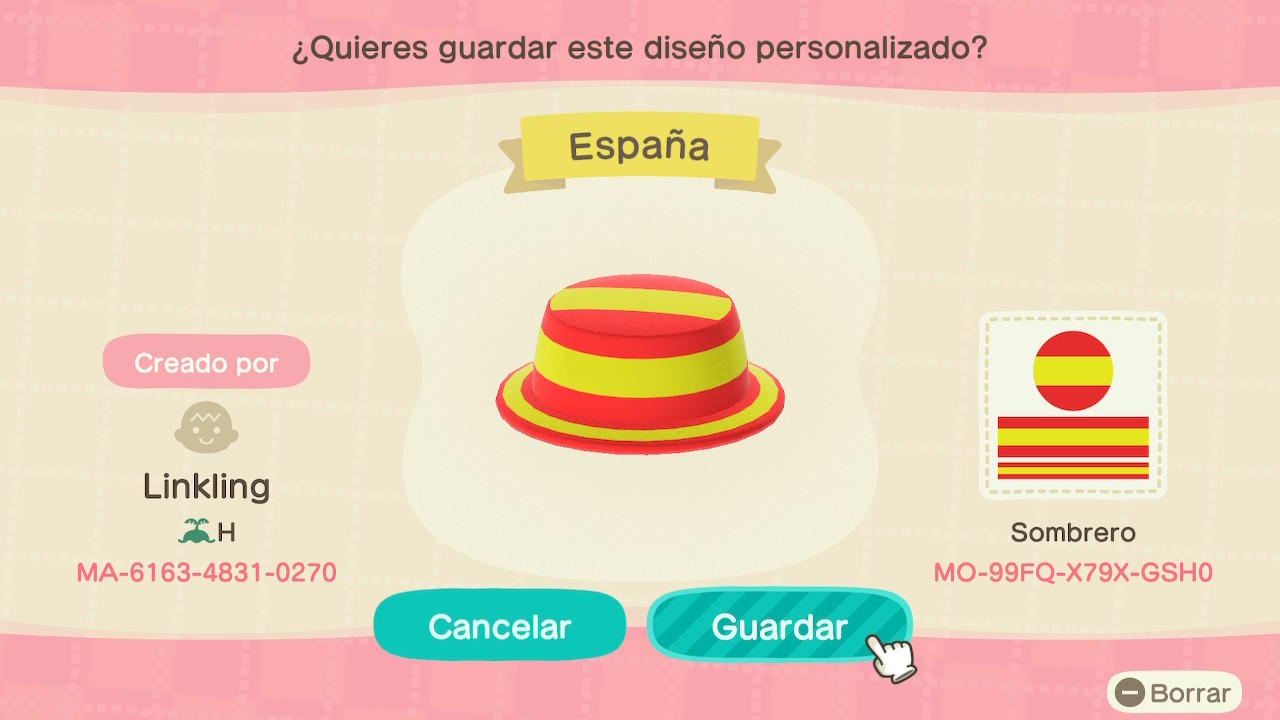 ¿Quieres guardar este diseño personalizado?
España
Creado por
Linkling
H
MA-6163-4831-0270
Sombrero
MO-99FQ-X79X-GSH0
Cancelar
Guardar
Borrar